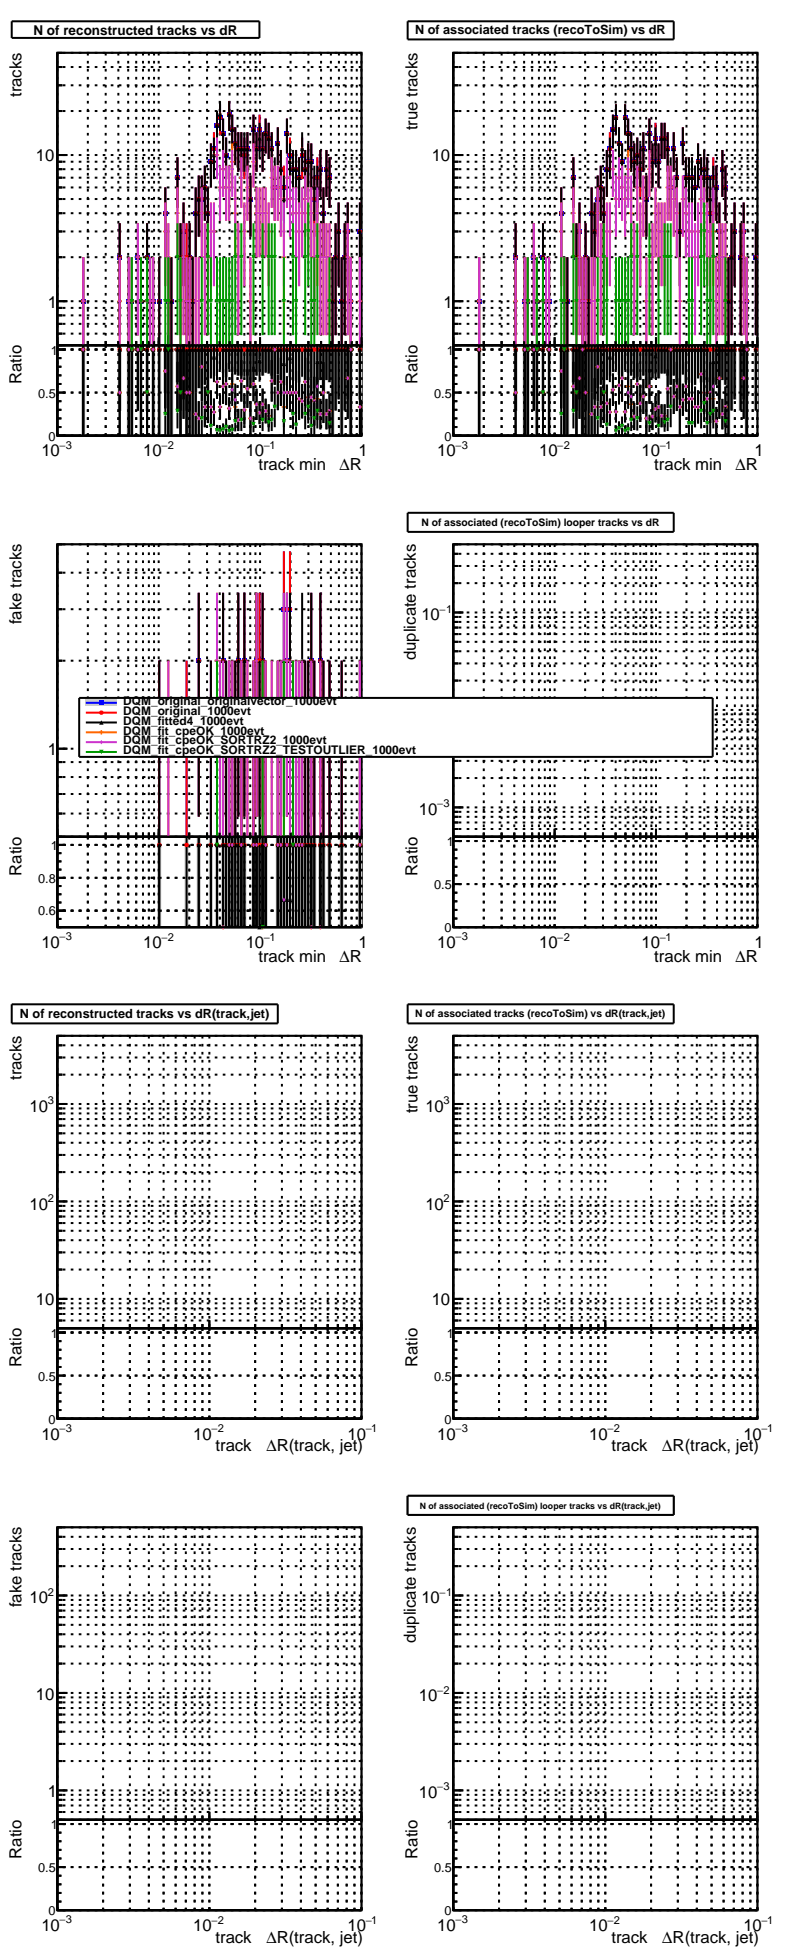 N of reconstructed tracks vs dR
N of associated tracks (recoToSim) vs dR
tracks
10
1
Ratio
1
0.5
0
10−3
10−2
10−1
1
track min ΔR
true tracks
10
1
Ratio
1
0.5
0
10−3
10−2
10−1
1
track min ΔR
N of associated (recoToSim) looper tracks vs dR
fake tracks
1
Ratio
1
0.8
0.6
10−3
10−2
10−1
1
track min ΔR
duplicate tracks
10−1
10−3
Ratio
1
0.5
0
10−3
10−2
10−1
1
track min ΔR
DQM_original_originalvector_1000evt
DQM_original_1000evt
DQM_fitted4_1000evt
DQM_fit_cpeOK_1000evt
DQM_fit_cpeOK_SORTRZ2_1000evt
DQM_fit_cpeOK_SORTRZ2_TESTOUTLIER_1000evt
N of reconstructed tracks vs dR(track,jet)
N of associated tracks (recoToSim) vs dR(track,jet)
tracks
103
102
10
Ratio
1
0.5
0
10−3
10−2
10−1
track ΔR(track, jet)
true tracks
103
102
10
Ratio
1
0.5
0
10−3
10−2
10−1
track ΔR(track, jet)
N of associated (recoToSim) looper tracks vs dR(track,jet)
fake tracks
102
10
1
Ratio
1
0.5
0
10−3
10−2
10−1
track ΔR(track, jet)
duplicate tracks
10−1
10−2
10−3
Ratio
1
0.5
0
10−3
10−2
10−1
track ΔR(track, jet)